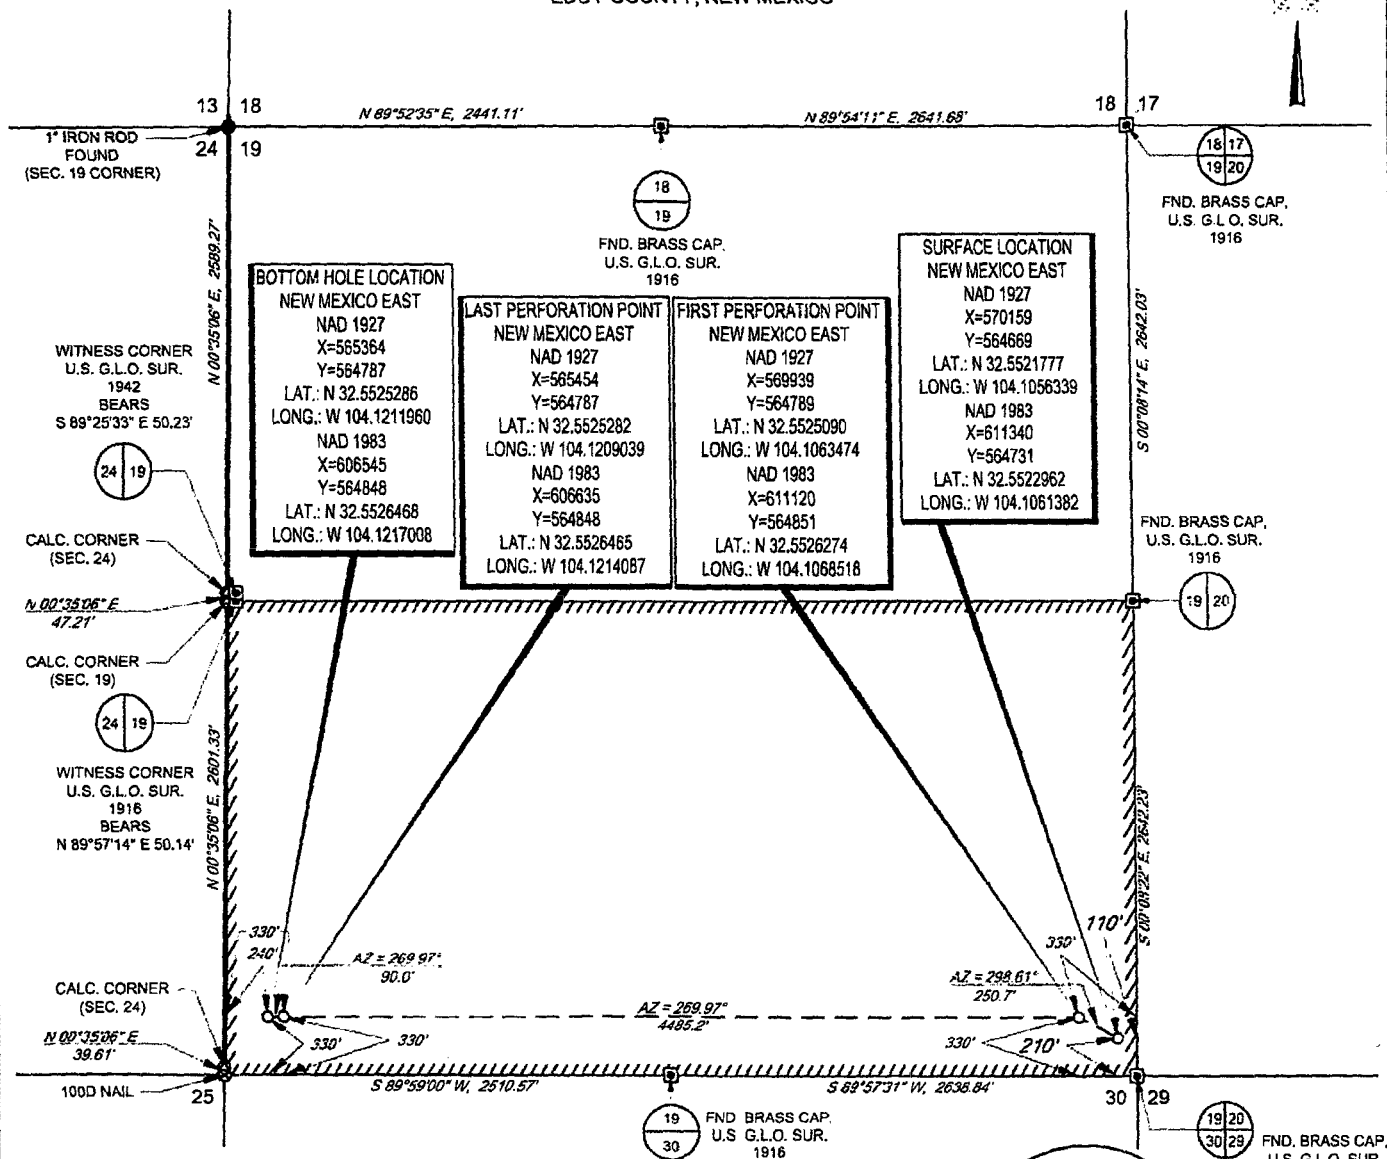 EDDY COUNTY, NEW MEXICO
13 18
N 89°52'35" E, 2441.11'
N 89°54'11" E, 2641.68'
18 17
1" IRON ROD
FOUND
(SEC. 19 CORNER)
24 19
18
19
FND. BRASS CAP,
U.S. G.L.O. SUR.
1916
18 17
19 20
FND. BRASS CAP,
U.S. G.L.O. SUR.
1916
N 00°35'06" E, 2589.27'
S 00°08'14" E, 2642.03'
BOTTOM HOLE LOCATION
NEW MEXICO EAST
NAD 1927
X=565364
Y=564787
LAT.: N 32.5525286
LONG.: W 104.1211960
NAD 1983
X=606545
Y=564848
LAT.: N 32.5526468
LONG.: W 104.1217008
LAST PERFORATION POINT
NEW MEXICO EAST
NAD 1927
X=565454
Y=564787
LAT.: N 32.5525282
LONG.: W 104.1209039
NAD 1983
X=606635
Y=564848
LAT.: N 32.5526465
LONG.: W 104.1214087
FIRST PERFORATION POINT
NEW MEXICO EAST
NAD 1927
X=569939
Y=564789
LAT.: N 32.5525090
LONG.: W 104.1063474
NAD 1983
X=611120
Y=564851
LAT.: N 32.5526274
LONG.: W 104.1068518
SURFACE LOCATION
NEW MEXICO EAST
NAD 1927
X=570159
Y=564669
LAT.: N 32.5521777
LONG.: W 104.1056339
NAD 1983
X=611340
Y=564731
LAT.: N 32.5522962
LONG.: W 104.1061382
WITNESS CORNER
U.S. G.L.O. SUR.
1942
BEARS
S 89°25'33" E 50.23'
24 19
CALC. CORNER
(SEC. 24)
N 00°35'06" E
47.21'
CALC. CORNER
(SEC. 19)
24 19
WITNESS CORNER
U.S. G.L.O. SUR.
1916
BEARS
N 89°57'14" E 50.14'
FND. BRASS CAP,
U.S. G.L.O. SUR.
1916
19 20
N 00°35'06" E, 2601.33'
S 00°09'22" E, 2642.23'
330'
240'
AZ = 269.97°
90.0'
330'
330'
AZ = 269.97°
4485.2'
AZ = 298.61°
250.7'
330'
110'
330'
210'
CALC. CORNER
(SEC. 24)
N 00°35'06" E
39.61'
100D NAIL
25
S 89°59'00" W, 2510.57'
S 89°57'31" W, 2636.84'
30 29
19
30
FND BRASS CAP,
U.S G.L.O. SUR.
1916
19 20
30 29
FND. BRASS CAP,
U.S. G.L.O. SUR.